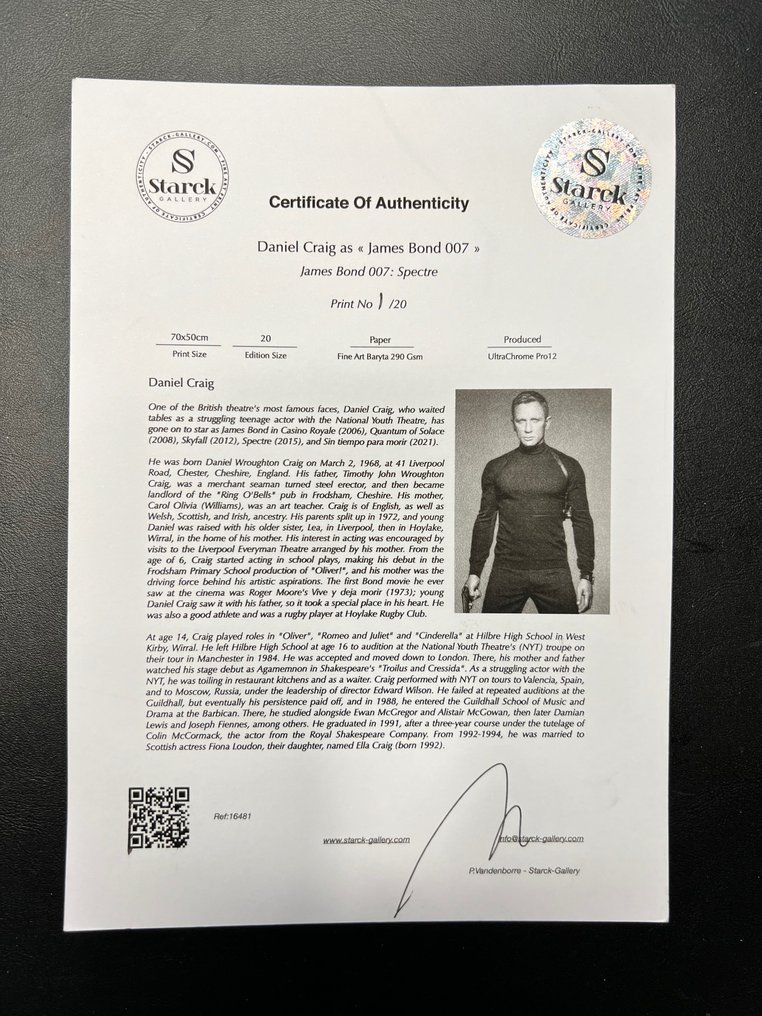 STARCK-GALLERY.COM · FINE ART PRINT · CERTIFICATE OF AUTHENTICITY ·
Starck
GALLERY
STARCK-GALLERY.COM · FINE ART PRINT · CERTIFICATE OF AUTHENTICITY ·
Starck
GALLERY
Certificate Of Authenticity
Daniel Craig as « James Bond 007 »
James Bond 007: Spectre
Print No 1 /20
70x50cm 20 Paper Produced
Print Size Edition Size Fine Art Baryta 290 Gsm UltraChrome Pro12
Daniel Craig
One of the British theatre's most famous faces, Daniel Craig, who waited
tables as a struggling teenage actor with the National Youth Theatre, has
gone on to star as James Bond in Casino Royale (2006), Quantum of Solace
(2008), Skyfall (2012), Spectre (2015), and Sin tiempo para morir (2021).
He was born Daniel Wroughton Craig on March 2, 1968, at 41 Liverpool
Road, Chester, Cheshire, England. His father, Timothy John Wroughton
Craig, was a merchant seaman turned steel erector, and then became
landlord of the "Ring O'Bells" pub in Frodsham, Cheshire. His mother,
Carol Olivia (Williams), was an art teacher. Craig is of English, as well as
Welsh, Scottish, and Irish, ancestry. His parents split up in 1972, and young
Daniel was raised with his older sister, Lea, in Liverpool, then in Hoylake,
Wirral, in the home of his mother. His interest in acting was encouraged by
visits to the Liverpool Everyman Theatre arranged by his mother. From the
age of 6, Craig started acting in school plays, making his debut in the
Frodsham Primary School production of "Oliver!", and his mother was the
driving force behind his artistic aspirations. The first Bond movie he ever
saw at the cinema was Roger Moore's Vive y deja morir (1973); young
Daniel Craig saw it with his father, so it took a special place in his heart. He
was also a good athlete and was a rugby player at Hoylake Rugby Club.
At age 14, Craig played roles in "Oliver", "Romeo and Juliet" and "Cinderella" at Hilbre High School in West
Kirby, Wirral. He left Hilbre High School at age 16 to audition at the National Youth Theatre's (NYT) troupe on
their tour in Manchester in 1984. He was accepted and moved down to London. There, his mother and father
watched his stage debut as Agamemnon in Shakespeare's "Troilus and Cressida". As a struggling actor with the
NYT, he was toiling in restaurant kitchens and as a waiter. Craig performed with NYT on tours to Valencia, Spain,
and to Moscow, Russia, under the leadership of director Edward Wilson. He failed at repeated auditions at the
Guildhall, but eventually his persistence paid off, and in 1988, he entered the Guildhall School of Music and
Drama at the Barbican. There, he studied alongside Ewan McGregor and Alistair McGowan, then later Damian
Lewis and Joseph Fiennes, among others. He graduated in 1991, after a three-year course under the tutelage of
Colin McCormack, the actor from the Royal Shakespeare Company. From 1992-1994, he was married to
Scottish actress Fiona Loudon, their daughter, named Ella Craig (born 1992).
Ref:16481
www.starck-gallery.com info@starck-gallery.com
P.Vandenborre - Starck-Gallery